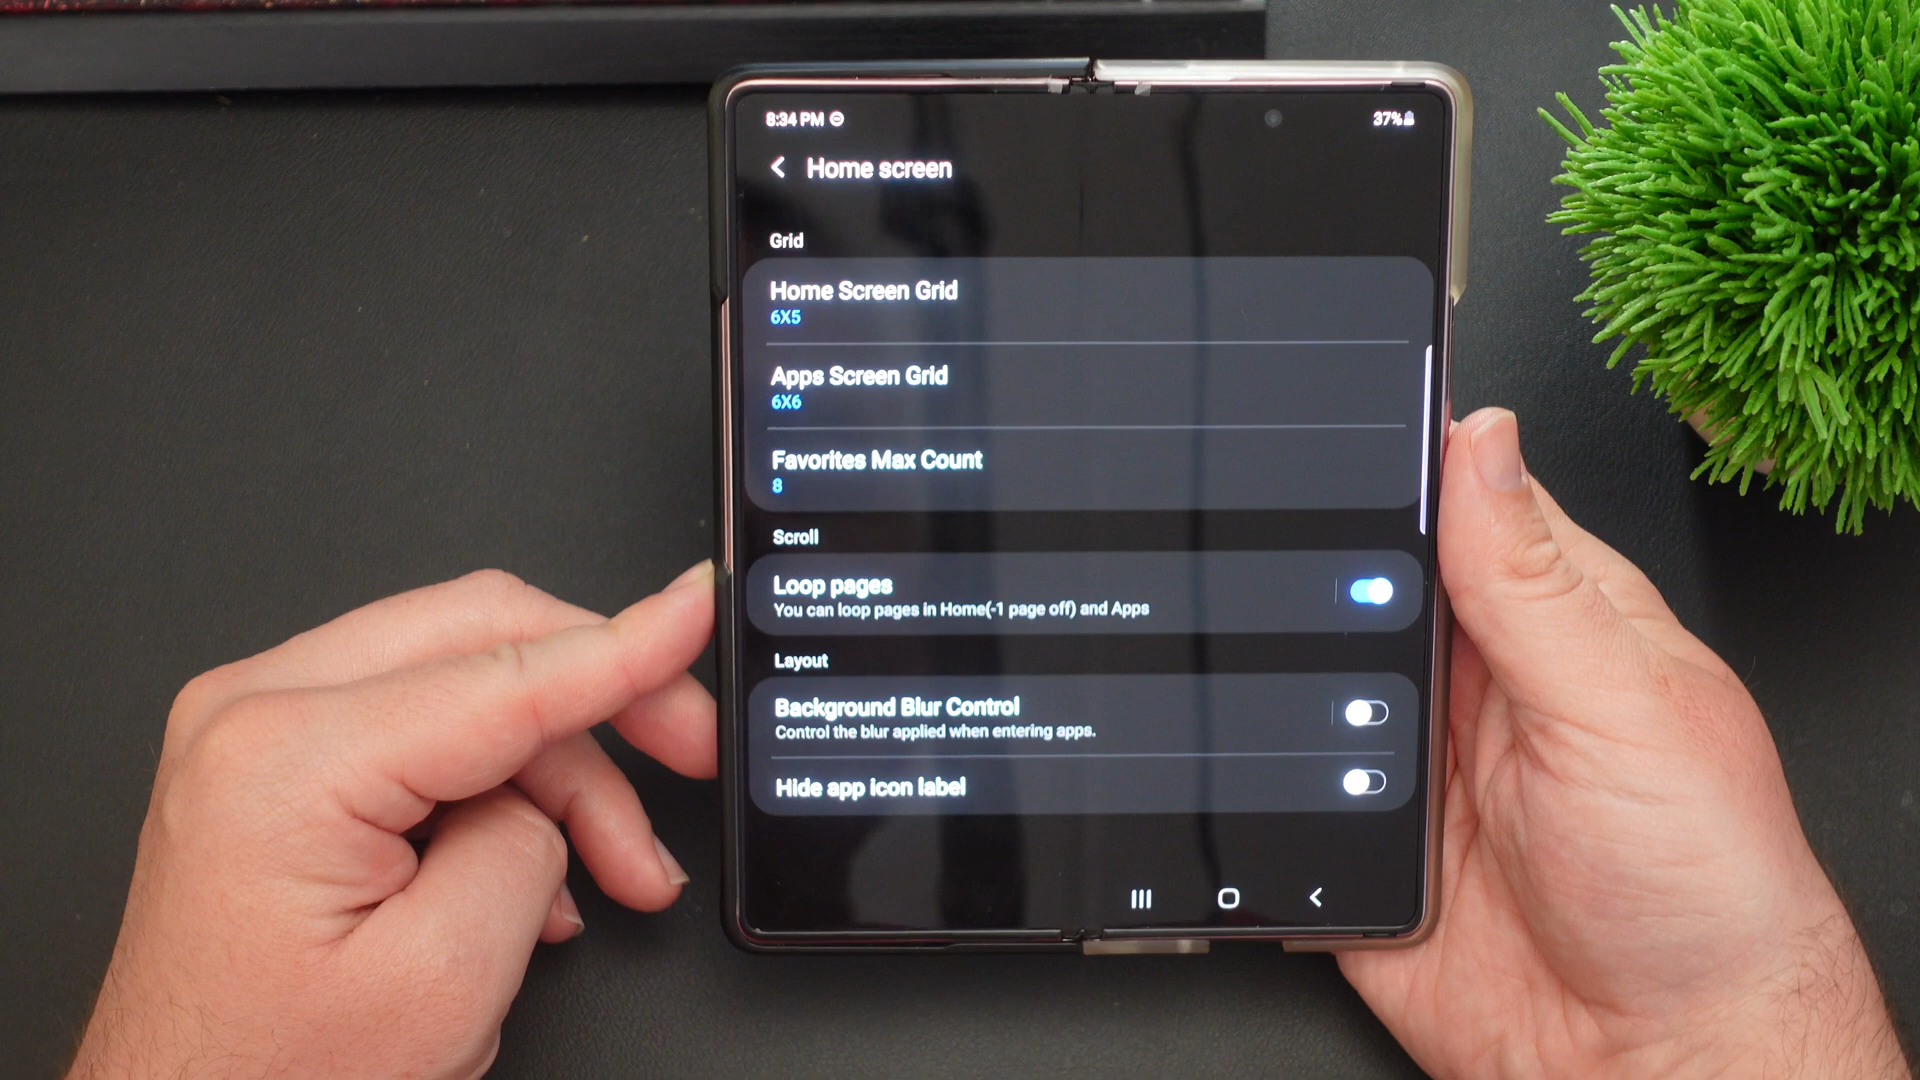 8:34 PM
37%
Home screen
Grid
Home Screen Grid
6X5
Apps Screen Grid
6X6
Favorites Max Count
8
Scroll
Loop pages
You can loop pages in Home(-1 page off) and Apps
Layout
Background Blur Control
Control the blur applied when entering apps.
Hide app icon label